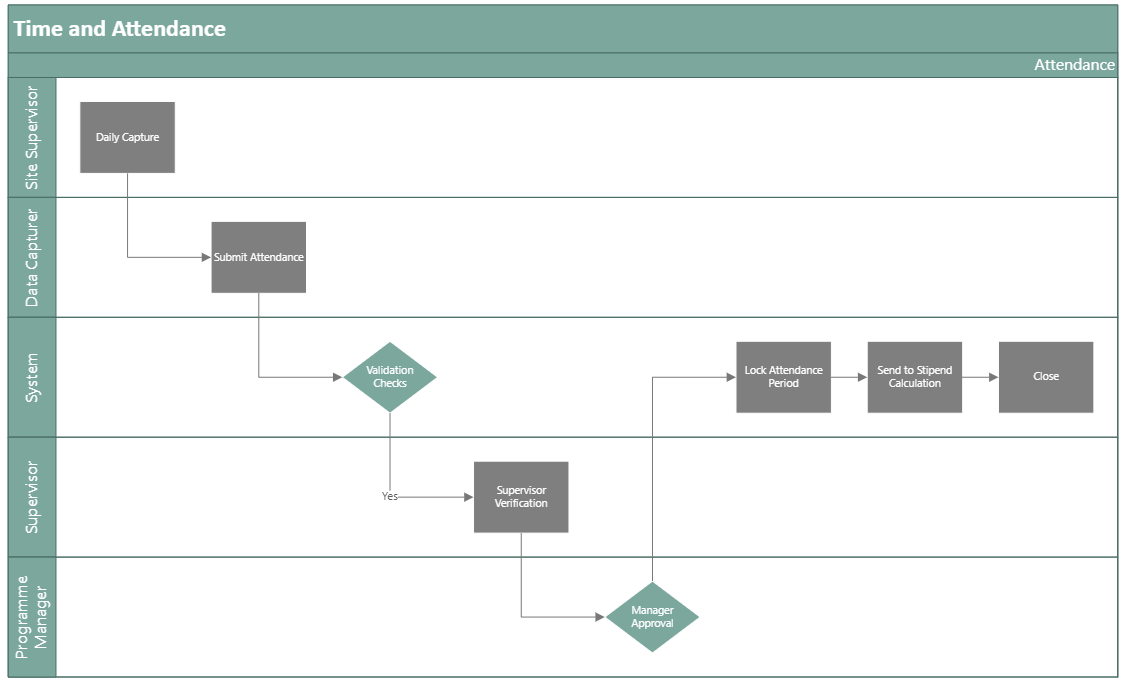 Time and Attendance
Attendance
Site Supervisor
Daily Capture
Data Capturer
Submit Attendance
System
Validation
Checks
Lock Attendance
Period
Send to Stipend
Calculation
Close
Supervisor
Yes
Supervisor
Verification
Programme
Manager
Manager
Approval